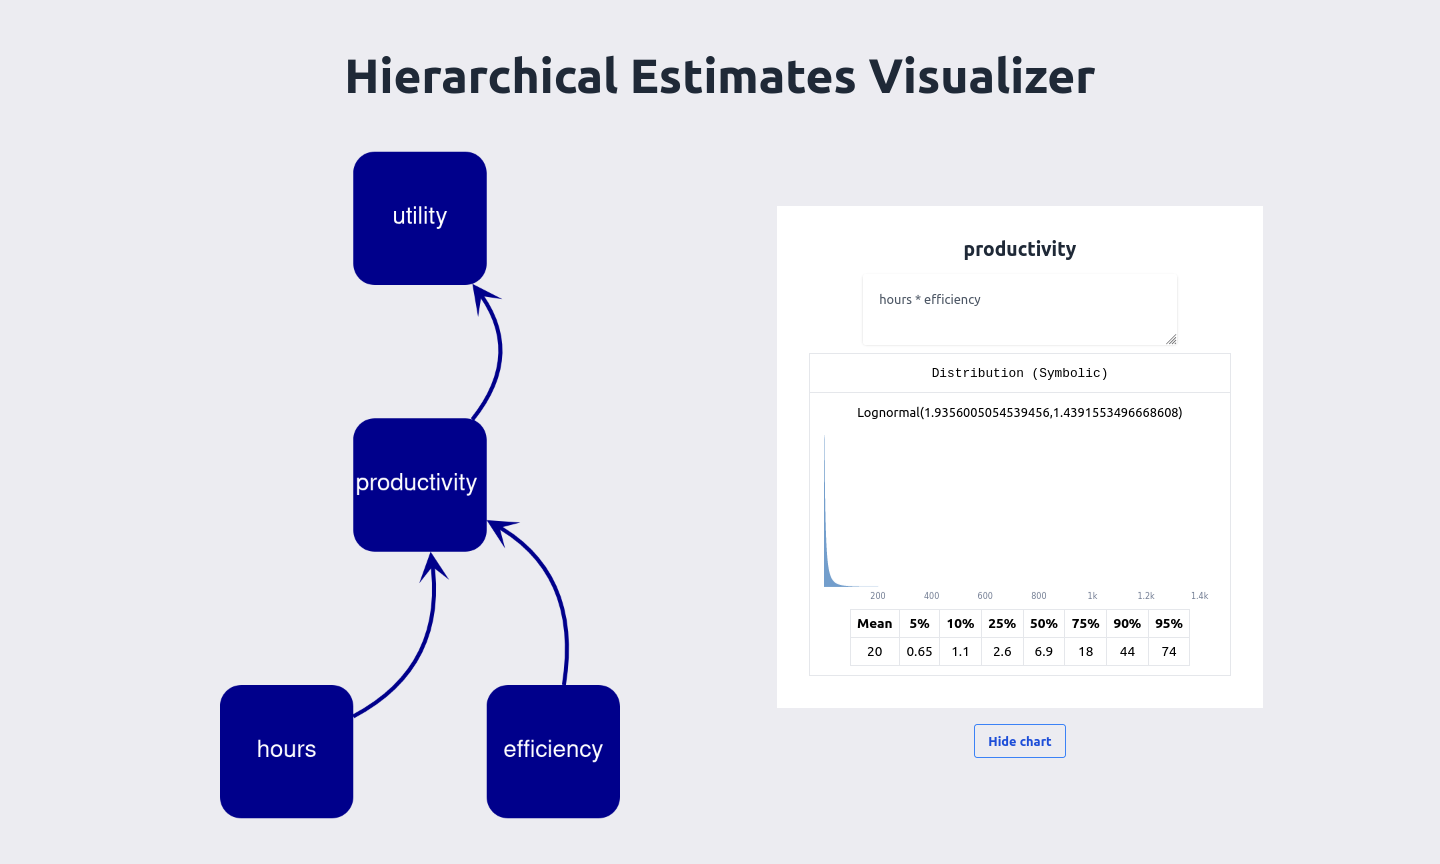 Hierarchical Estimates Visualizer
utility
productivity
hours
efficiency
productivity
hours * efficiency
Distribution (Symbolic)
Lognormal(1.9356005054539456,1.4391553496668608)
200 400 600 800 1k 1.2k 1.4k
Mean 5% 10% 25% 50% 75% 90% 95%
20 0.65 1.1 2.6 6.9 18 44 74
Hide chart